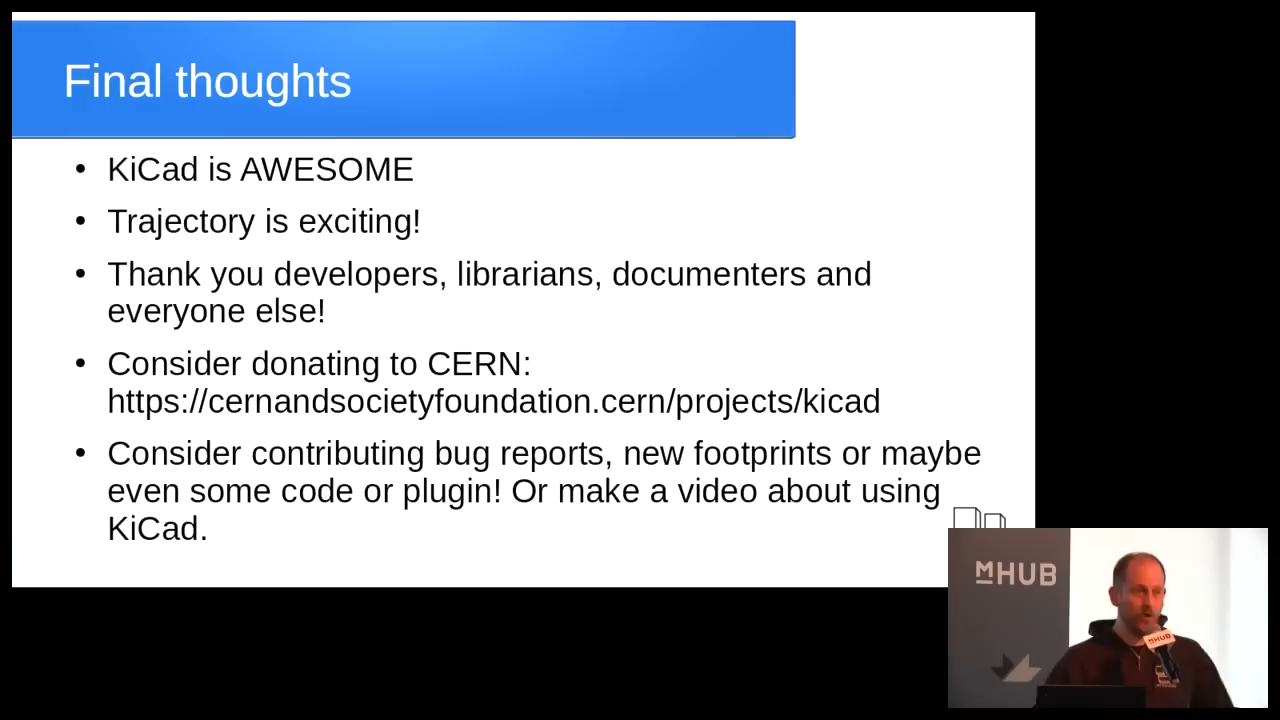 Final thoughts
• KiCad is AWESOME
• Trajectory is exciting!
• Thank you developers, librarians, documenters and
everyone else!
• Consider donating to CERN:
https://cernandsocietyfoundation.cern/projects/kicad
• Consider contributing bug reports, new footprints or maybe
even some code or plugin! Or make a video about using
KiCad.
MHUB
MHUB